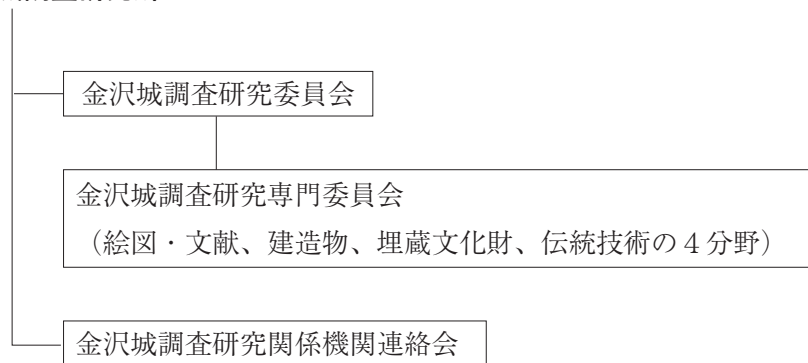 金沢城調査研究委員会
金沢城調査研究専門委員会
（絵図・文献、建造物、埋蔵文化財、伝統技術の４分野）
金沢城調査研究関係機関連絡会